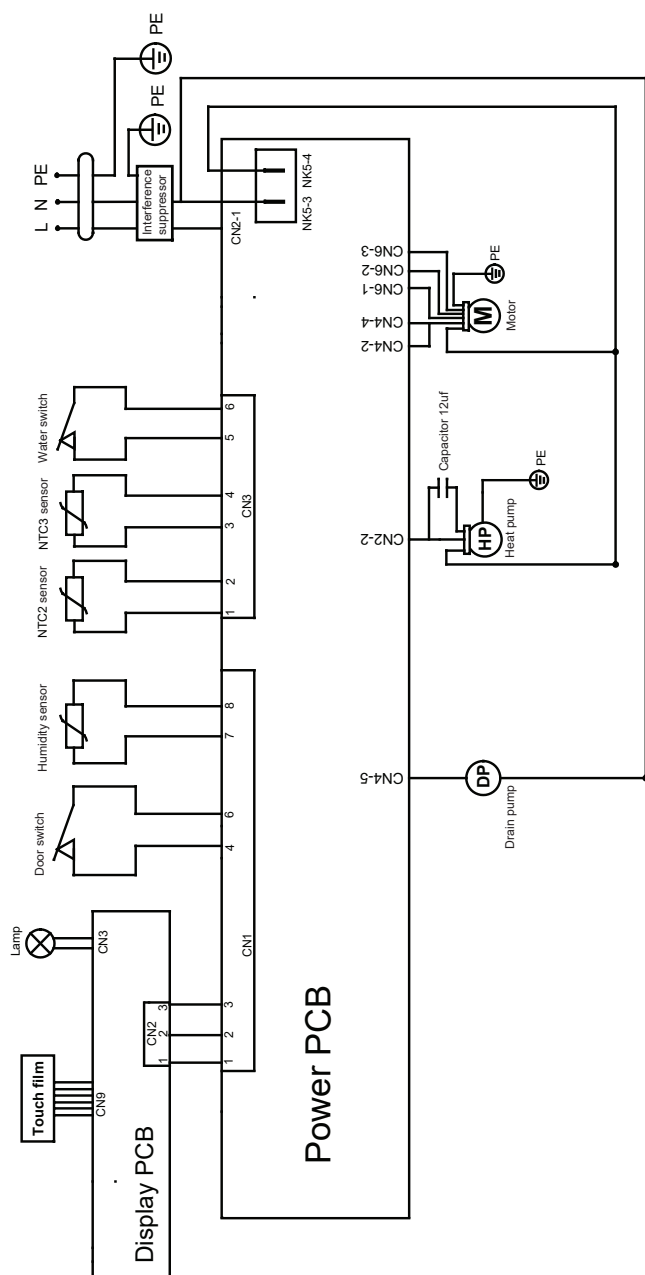 Touch film
CN9
Lamp
CN3
Display PCB
CN2
1
2
3
Door switch
Humidity sensor
NTC2 sensor
NTC3 sensor
Water switch
L
N
PE
PE
PE
Interference
suppressor
1
2
3
CN1
4
6
7
8
1
2
3
4
5
6
CN3
CN2-1
NK5-3
NK5-4
Power PCB
CN4-5
CN2-2
CN4-2
CN4-4
CN6-1
CN6-2
CN6-3
DP
Drain pump
HP
Heat pump
Capacitor 12uf
PE
M
Motor
PE